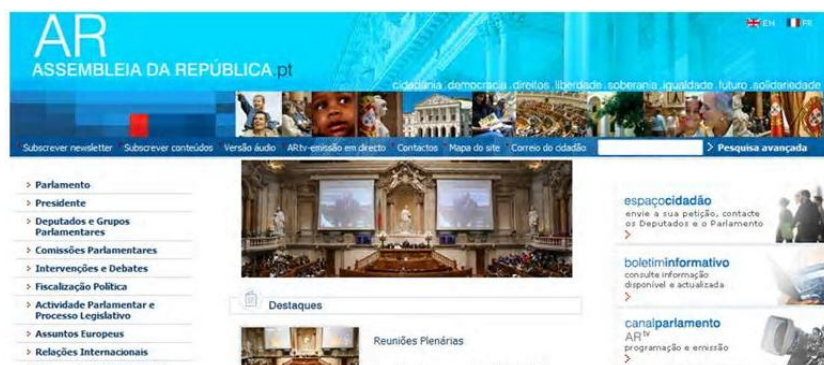 AR
ASSEMBLEIA DA REPÚBLICA.pt
EN FR
cidadania.democracia.direitos.liberdade.soberania.igualdade.futuro.solidariedade
Subscrever newsletter Subscrever conteúdos Versão áudio ARtv-emissão em directo Contactos Mapa do site Correio do cidadão > Pesquisa avançada
> Parlamento
> Presidente
> Deputados e Grupos
Parlamentares
> Comissões Parlamentares
> Intervenções e Debates
> Fiscalização Política
> Actividade Parlamentar e
Processo Legislativo
> Assuntos Europeus
> Relações Internacionais
Destaques
Reuniões Plenárias
espaçocidadão
envie a sua petição, contacte
os Deputados e o Parlamento
>
boletiminformativo
consulte informação
disponível e actualizada
>
canalparlamento
ARtv
programação e emissão
>